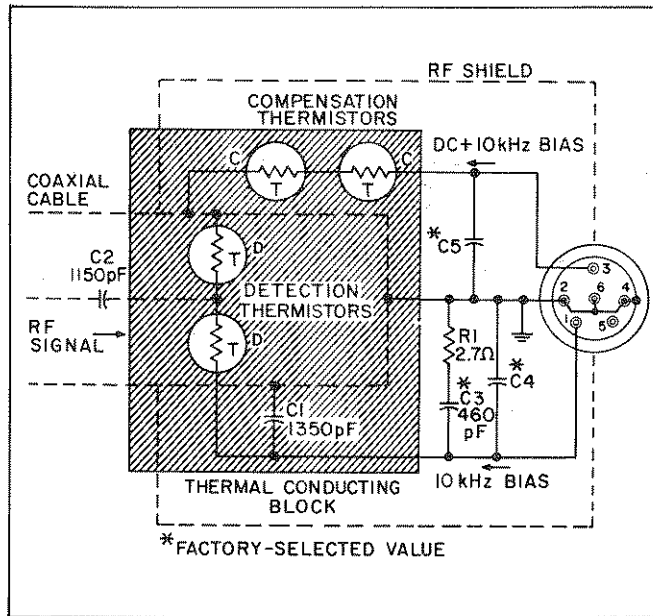 RF SHIELD
COMPENSATION
THERMISTORS
DC+10kHz BIAS
C
C
T
T
COAXIAL
CABLE
*C5
C2
1150pF
D
T
3
2
6
4
DETECTION
THERMISTORS
1
5
RF
SIGNAL
D
T
R1
2.7Ω
*C4
*
C3
460
pF
C1
1350pF
10kHz BIAS
THERMAL CONDUCTING
BLOCK
*FACTORY-SELECTED VALUE